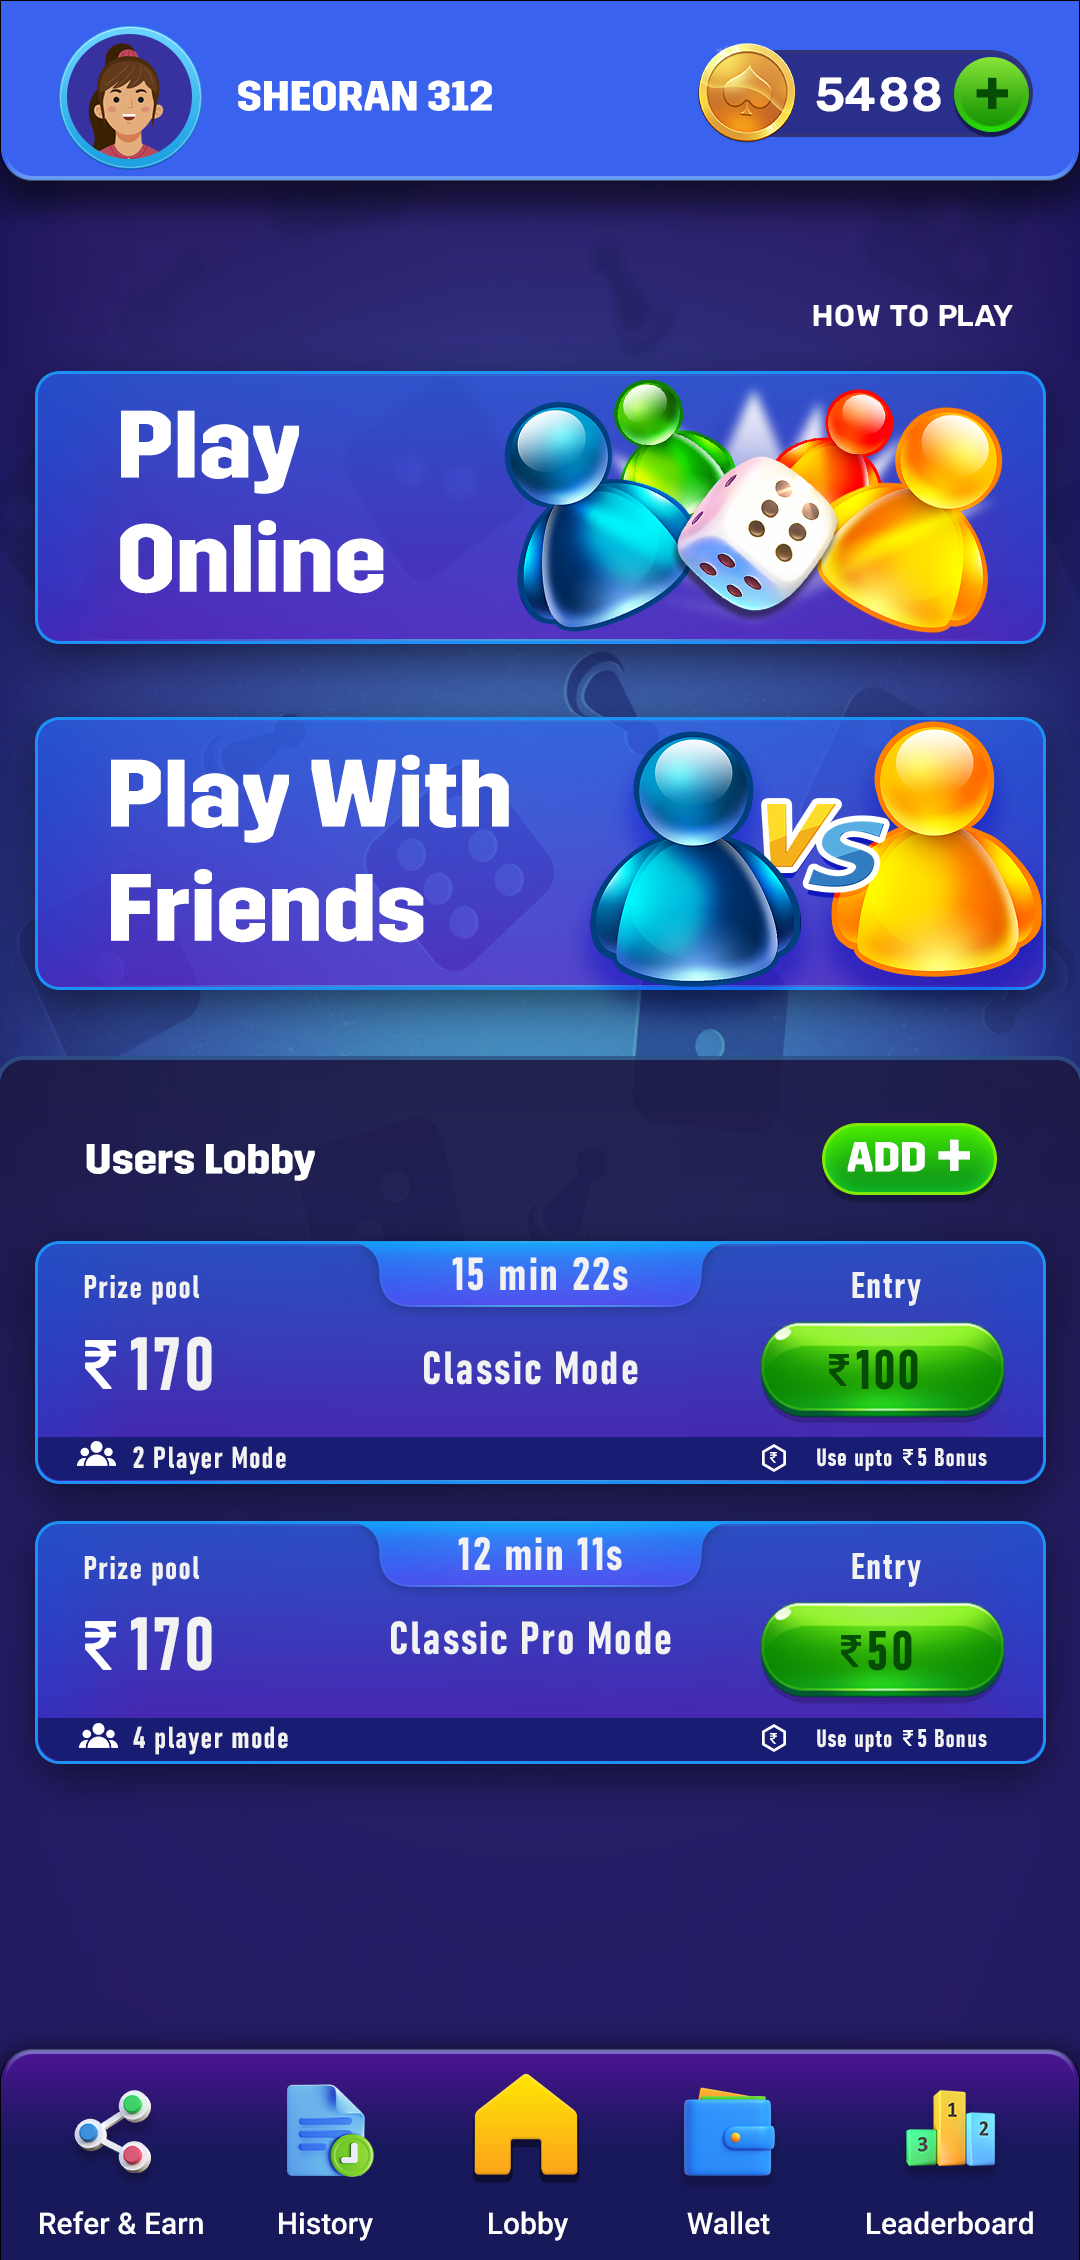 SHEORAN 312
5488
HOW TO PLAY
Play
Online
Play With
Friends
VS
Users Lobby
ADD +
15 min 22s
Prize pool
Entry
₹170
Classic Mode
₹100
2 Player Mode
₹ Use upto ₹5 Bonus
12 min 11s
Prize pool
Entry
₹170
Classic Pro Mode
₹50
4 player mode
₹ Use upto ₹5 Bonus
1
2
3
Refer & Earn
History
Lobby
Wallet
Leaderboard